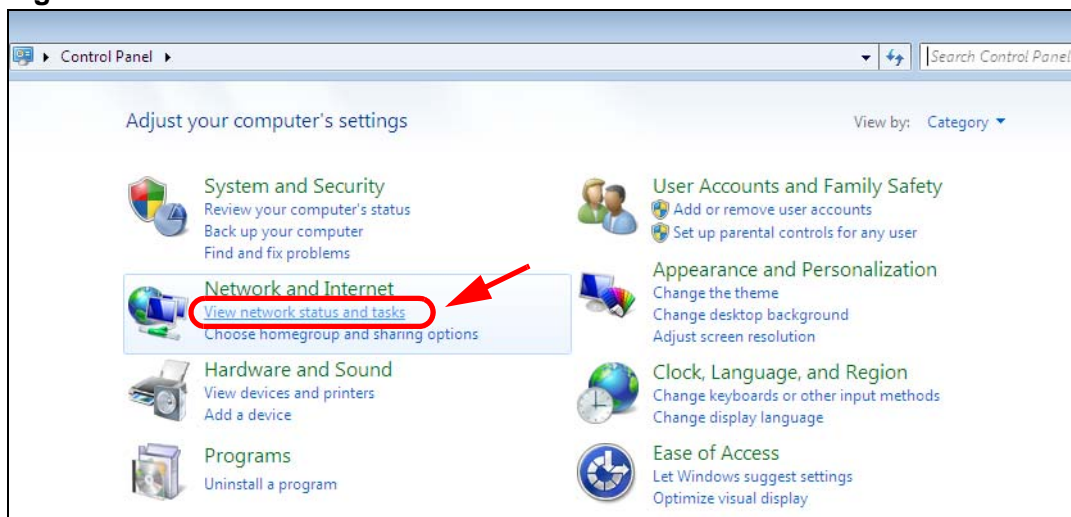 Control Panel
Search Control Panel
Adjust your computer's settings
View by: Category
System and Security
Review your computer's status
Back up your computer
Find and fix problems
Network and Internet
View network status and tasks
Choose homegroup and sharing options
Hardware and Sound
View devices and printers
Add a device
Programs
Uninstall a program
User Accounts and Family Safety
Add or remove user accounts
Set up parental controls for any user
Appearance and Personalization
Change the theme
Change desktop background
Adjust screen resolution
Clock, Language, and Region
Change keyboards or other input methods
Change display language
Ease of Access
Let Windows suggest settings
Optimize visual display